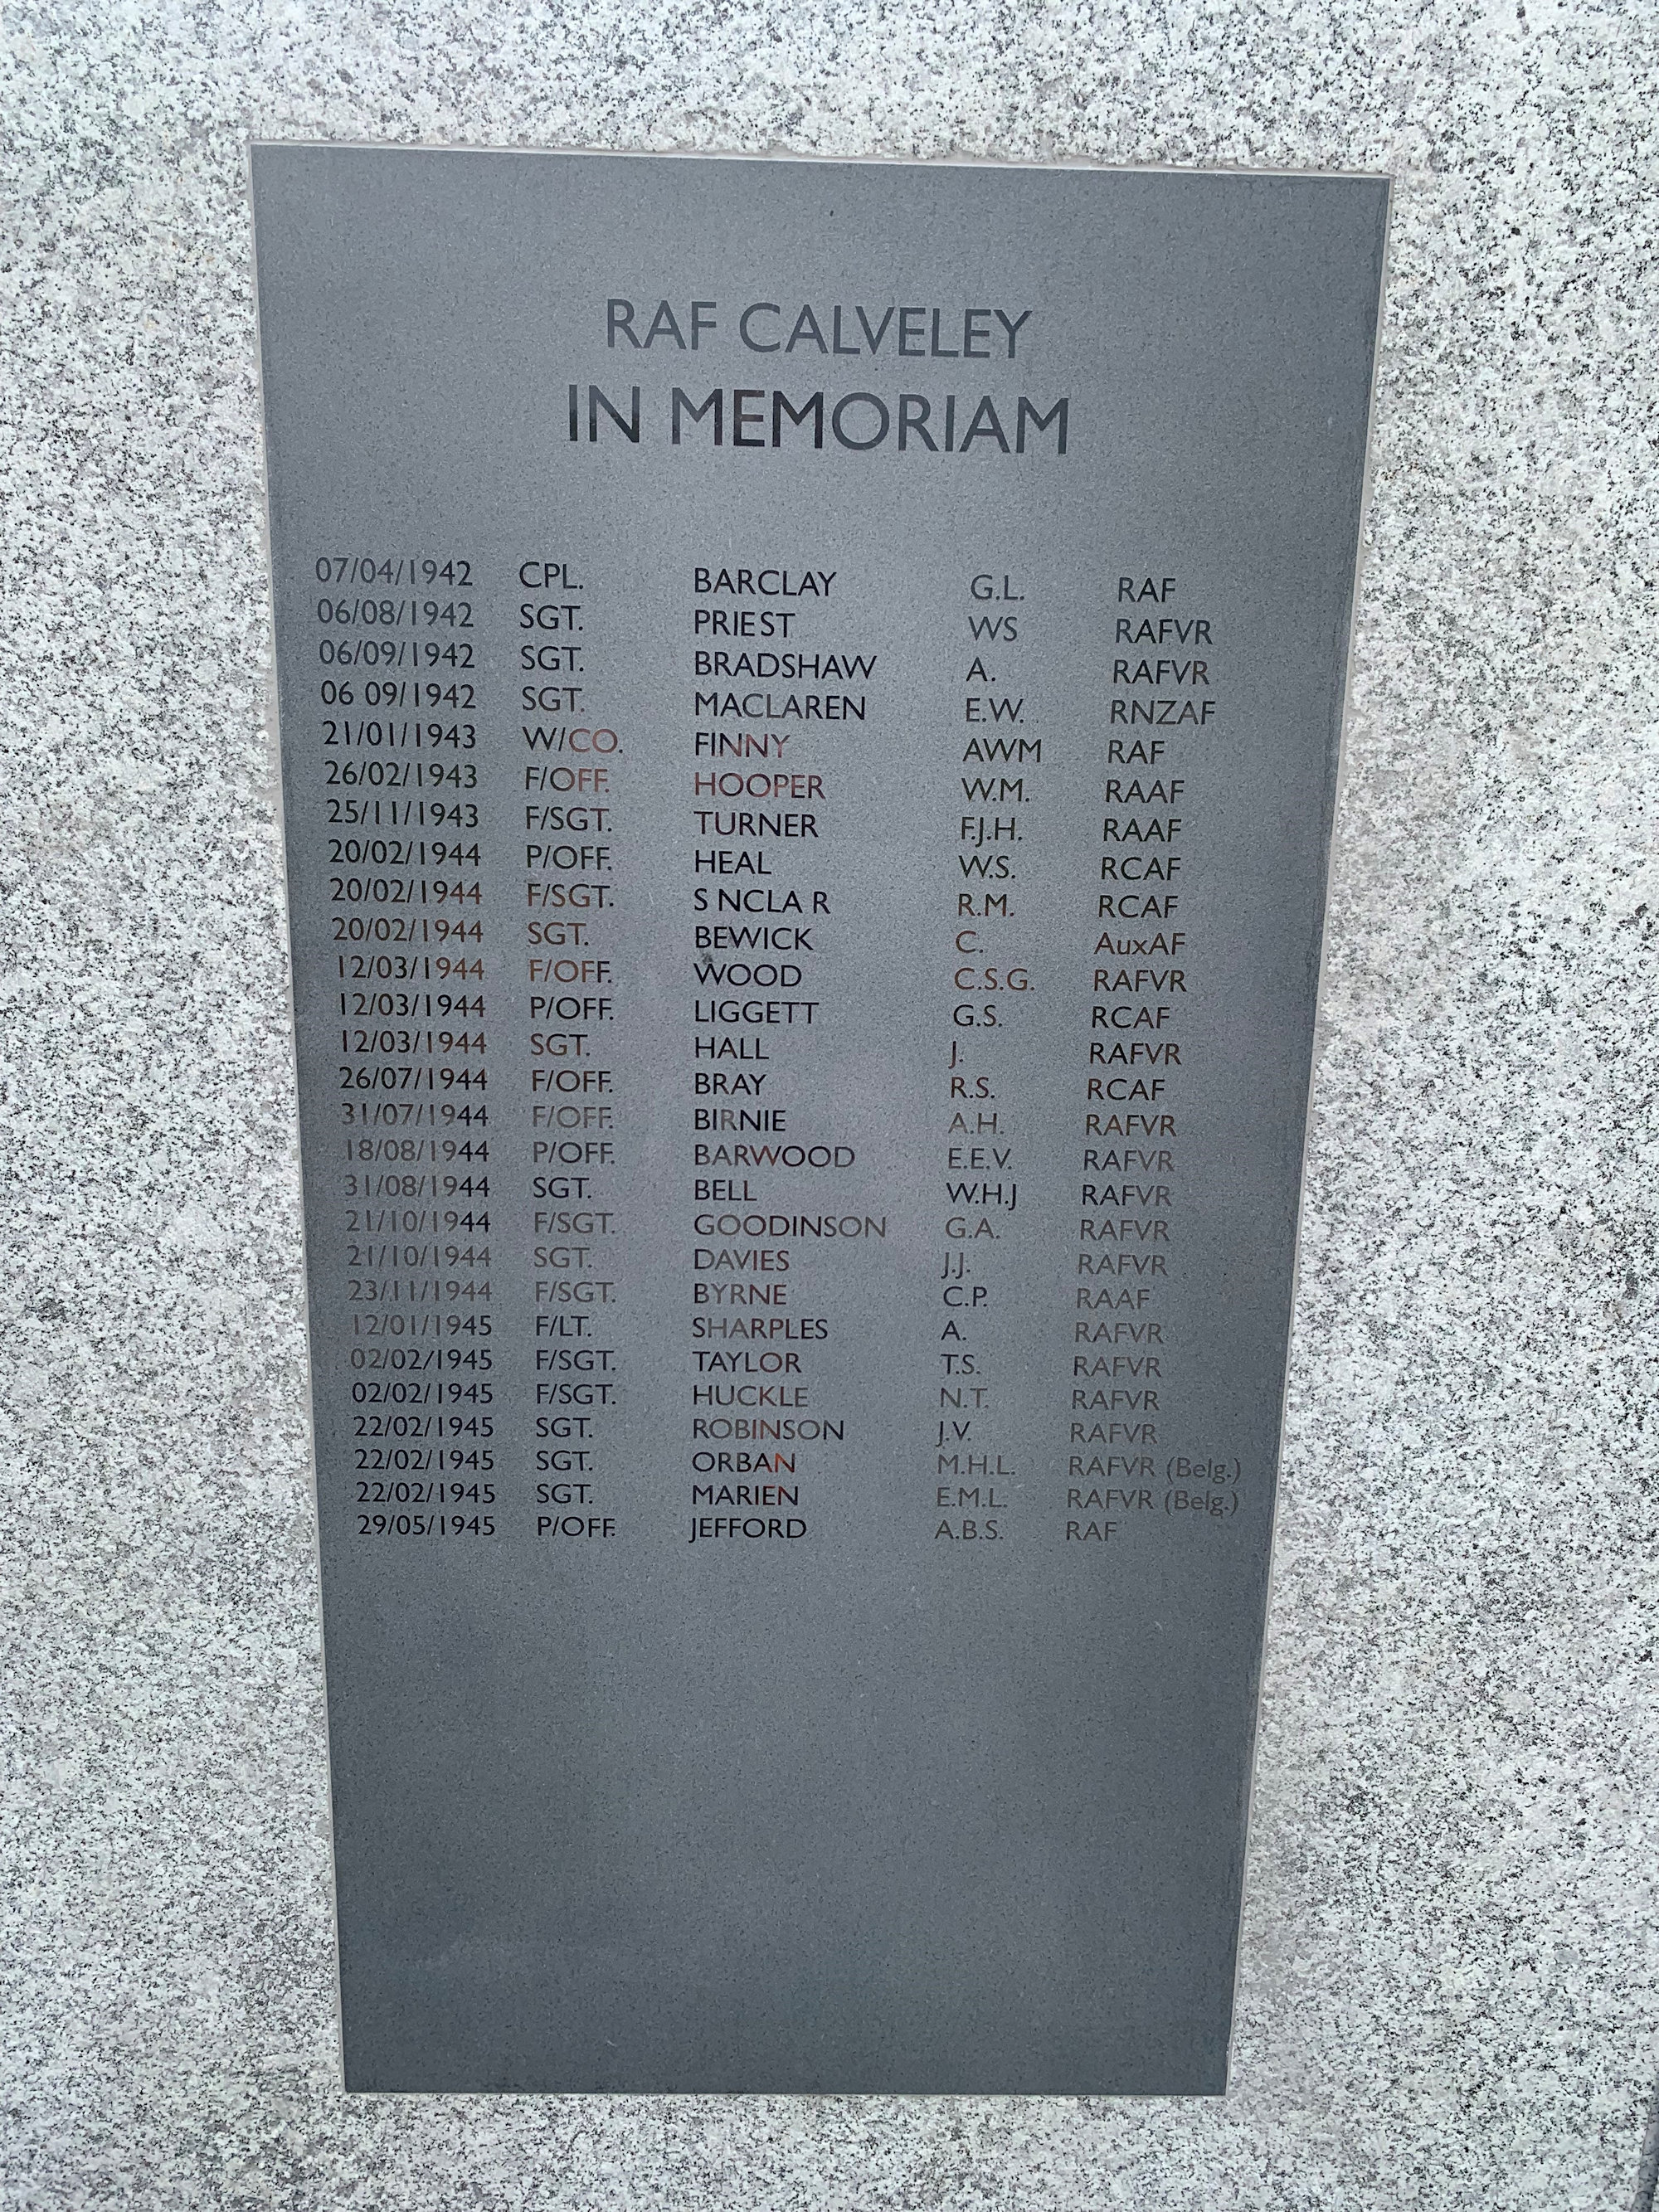 RAF CALVELEY
IN MEMORIAM
07/04/1942 CPL. BARCLAY G.L. RAF
06/08/1942 SGT. PRIEST WS RAFVR
06/09/1942 SGT. BRADSHAW A. RAFVR
06 09/1942 SGT. MACLAREN E.W. RNZAF
21/01/1943 W/CO. FINNY AWM RAF
26/02/1943 F/OFF. HOOPER W.M. RAAF
25/11/1943 F/SGT. TURNER F.J.H. RAAF
20/02/1944 P/OFF. HEAL W.S. RCAF
20/02/1944 F/SGT. S NCLA R R.M. RCAF
20/02/1944 SGT. BEWICK C. AuxAF
12/03/1944 F/OFF. WOOD C.S.G. RAFVR
12/03/1944 P/OFF. LIGGETT G.S. RCAF
12/03/1944 SGT. HALL J. RAFVR
26/07/1944 F/OFF. BRAY R.S. RCAF
31/07/1944 F/OFF. BIRNIE A.H. RAFVR
18/08/1944 P/OFF. BARWOOD E.E.V. RAFVR
31/08/1944 SGT. BELL W.H.J RAFVR
21/10/1944 F/SGT. GOODINSON G.A. RAFVR
21/10/1944 SGT. DAVIES J.J. RAFVR
23/11/1944 F/SGT. BYRNE C.P. RAAF
12/01/1945 F/LT. SHARPLES A. RAFVR
02/02/1945 F/SGT. TAYLOR T.S. RAFVR
02/02/1945 F/SGT. HUCKLE N.T. RAFVR
22/02/1945 SGT. ROBINSON J.V. RAFVR
22/02/1945 SGT. ORBAN M.H.L. RAFVR (Belg.)
22/02/1945 SGT. MARIEN E.M.L. RAFVR (Belg.)
29/05/1945 P/OFF. JEFFORD A.B.S. RAF